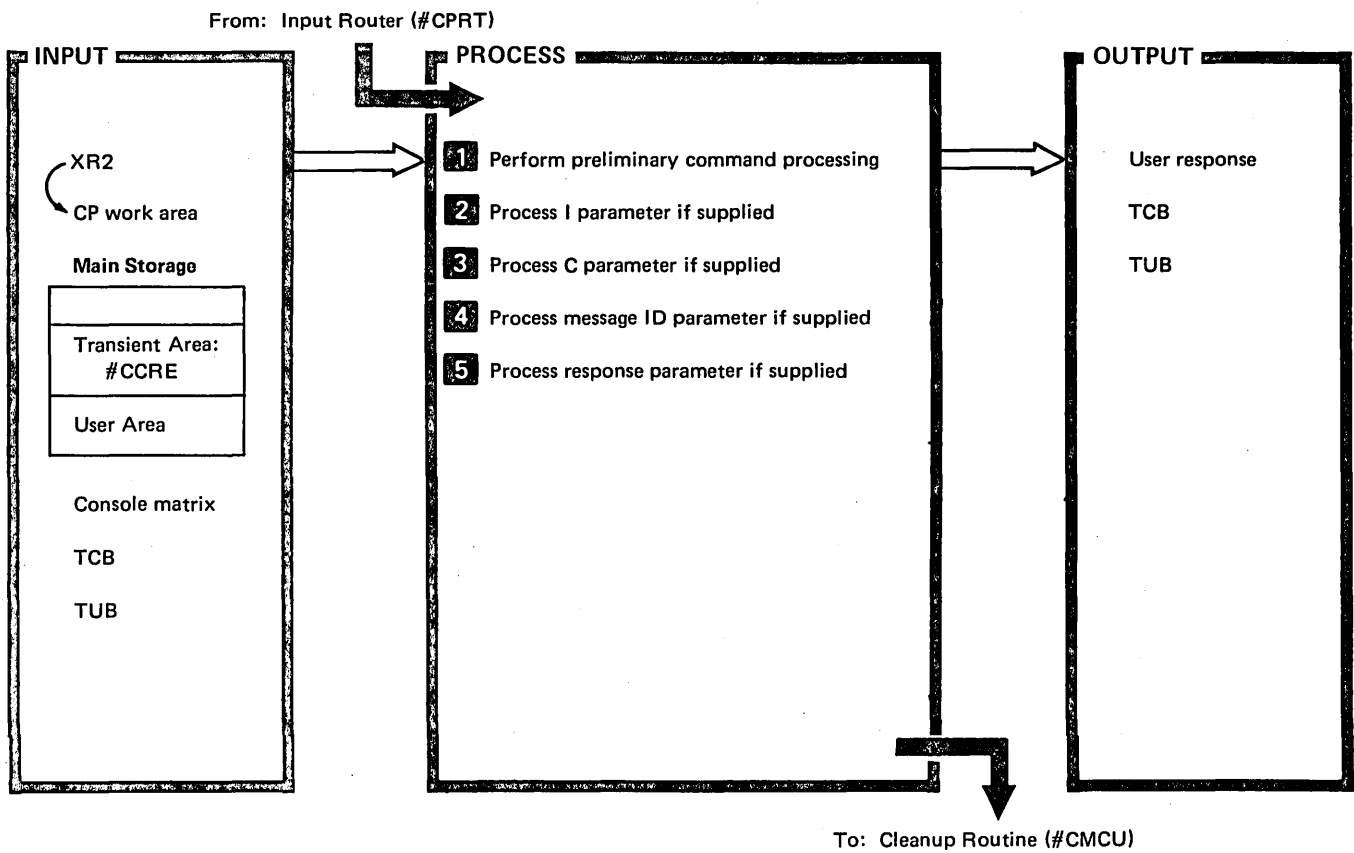 From: Input Router (#CPRT)
INPUT
XR2
CP work area
Main Storage
Transient Area:
#CCRE
User Area
Console matrix
TCB
TUB
PROCESS
1 Perform preliminary command processing
2 Process I parameter if supplied
3 Process C parameter if supplied
4 Process message ID parameter if supplied
5 Process response parameter if supplied
OUTPUT
User response
TCB
TUB
To: Cleanup Routine (#CMCU)